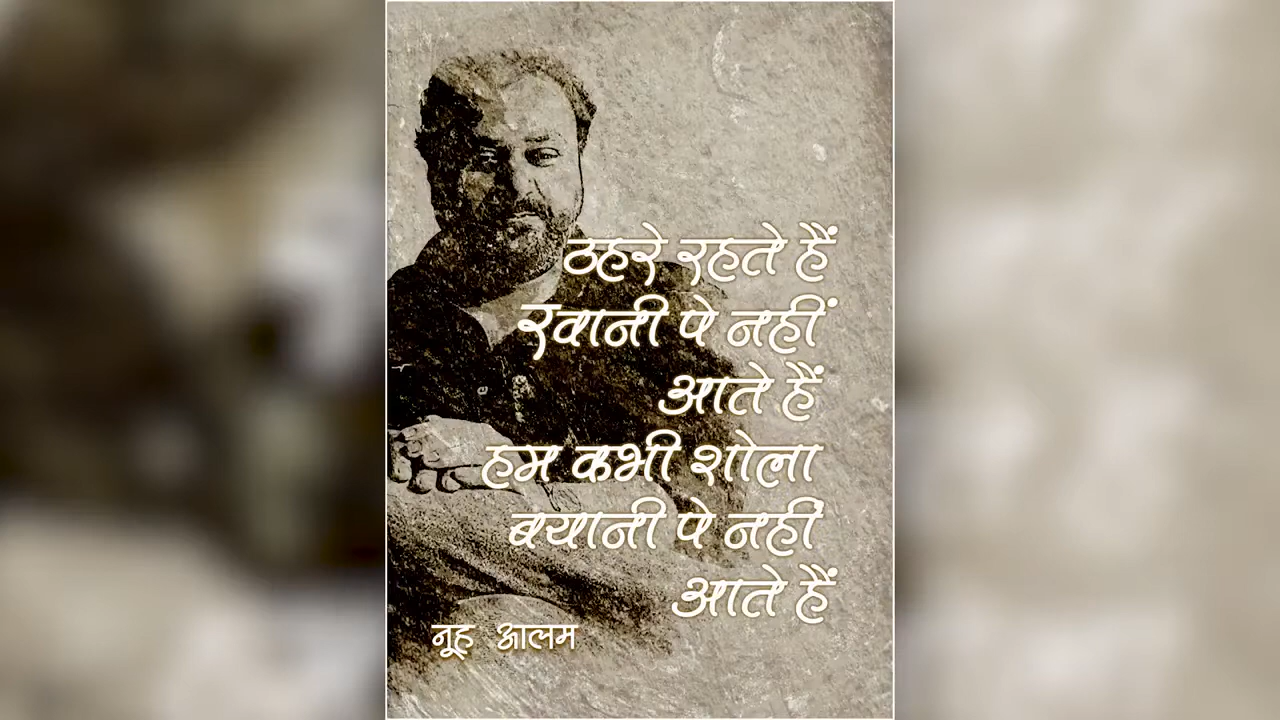 ठहरे रहते हैं
रवानी पे नहीं
आते हैं
हम कभी शोला
बयानी पे नहीं
आते हैं
नूह आलम